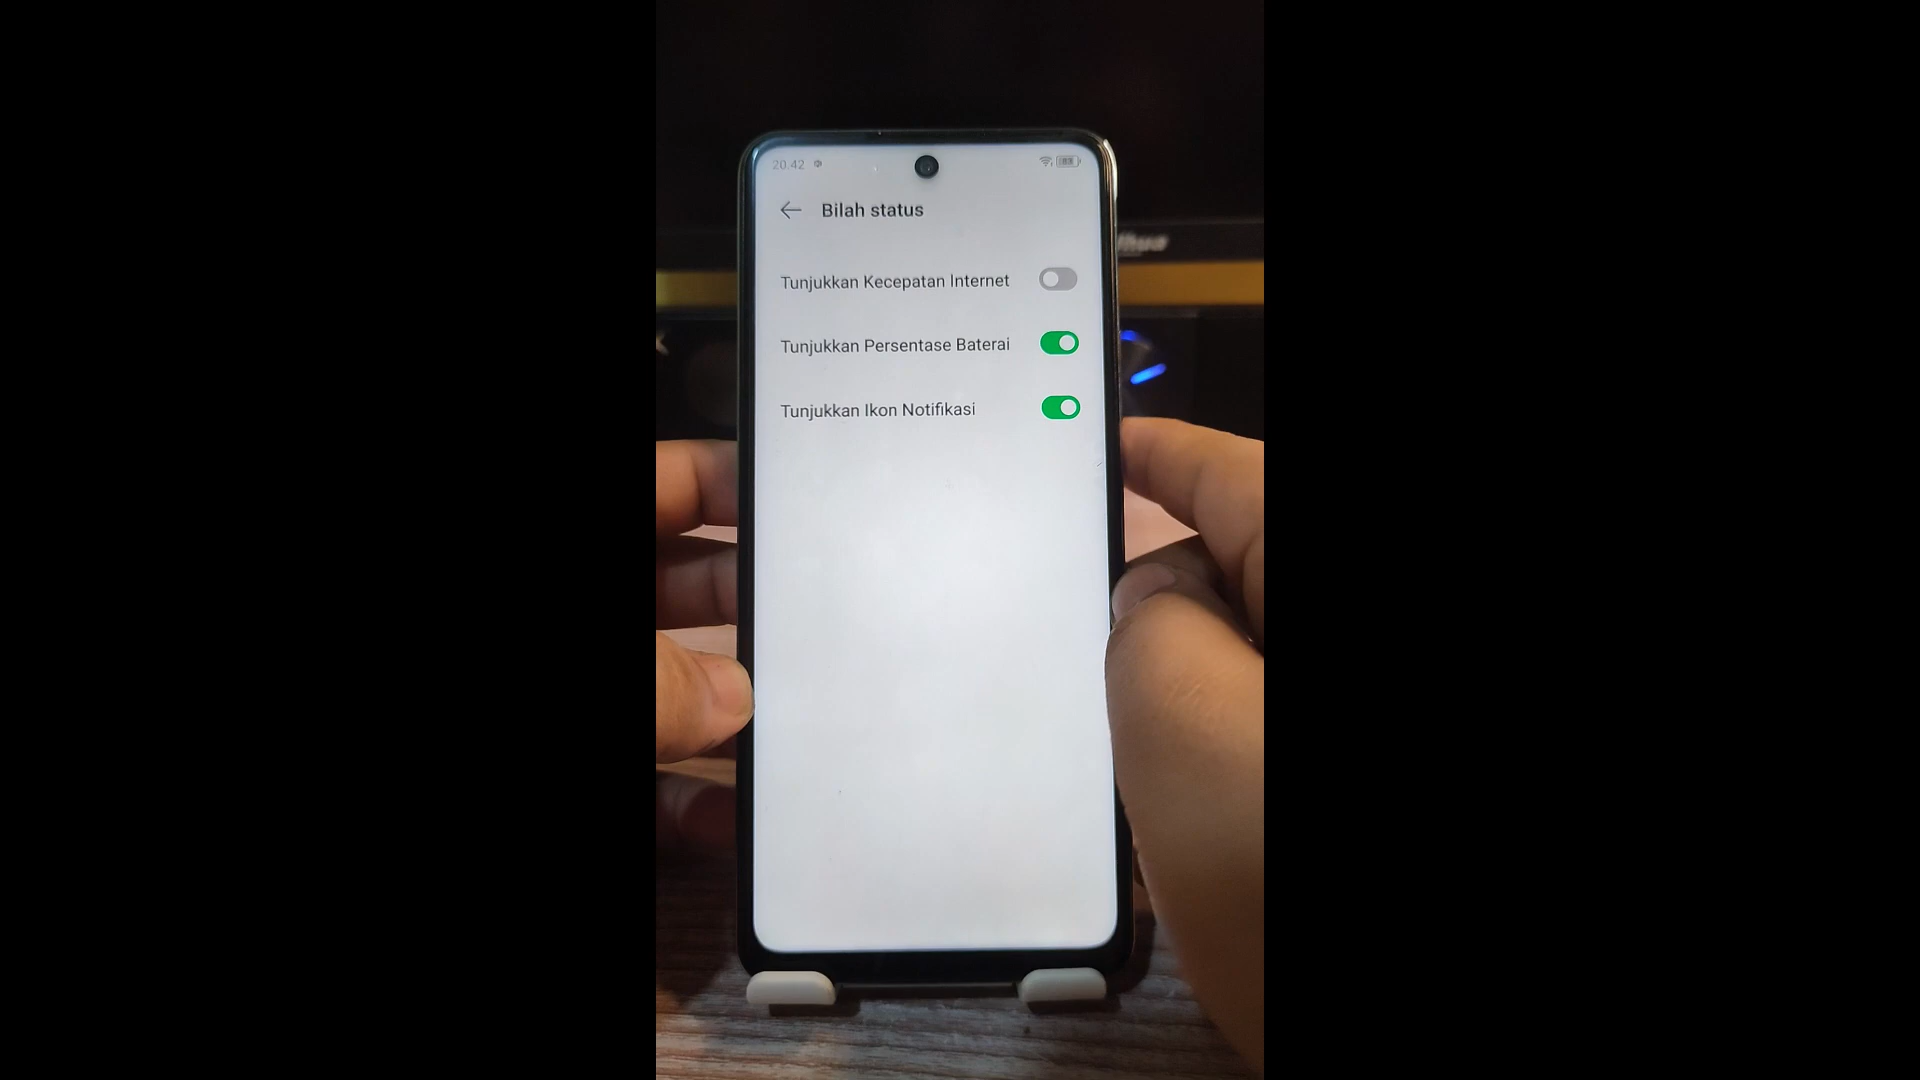 20.42
Bilah status
Tunjukkan Kecepatan Internet
Tunjukkan Persentase Baterai
Tunjukkan Ikon Notifikasi